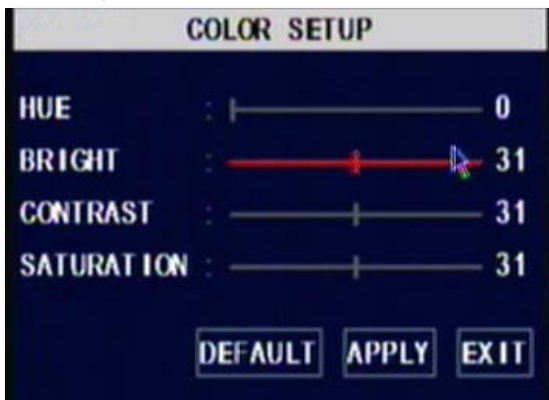 COLOR SETUP
HUE : 0
BRIGHT : 31
CONTRAST : 31
SATURATION : 31
DEFAULT APPLY EXIT